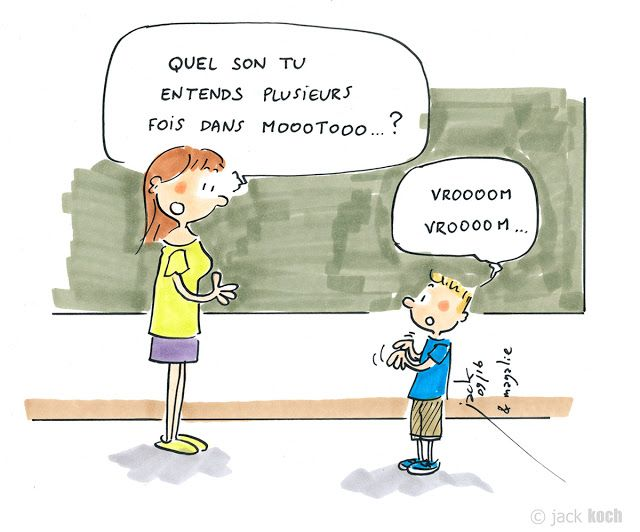 QUEL SON TU
ENTENDS PLUSIEURS
FOIS DANS MOOOTOOO...?
VROOOOM
VROOOOM...
jack
09/16
& magalie
© jack koch